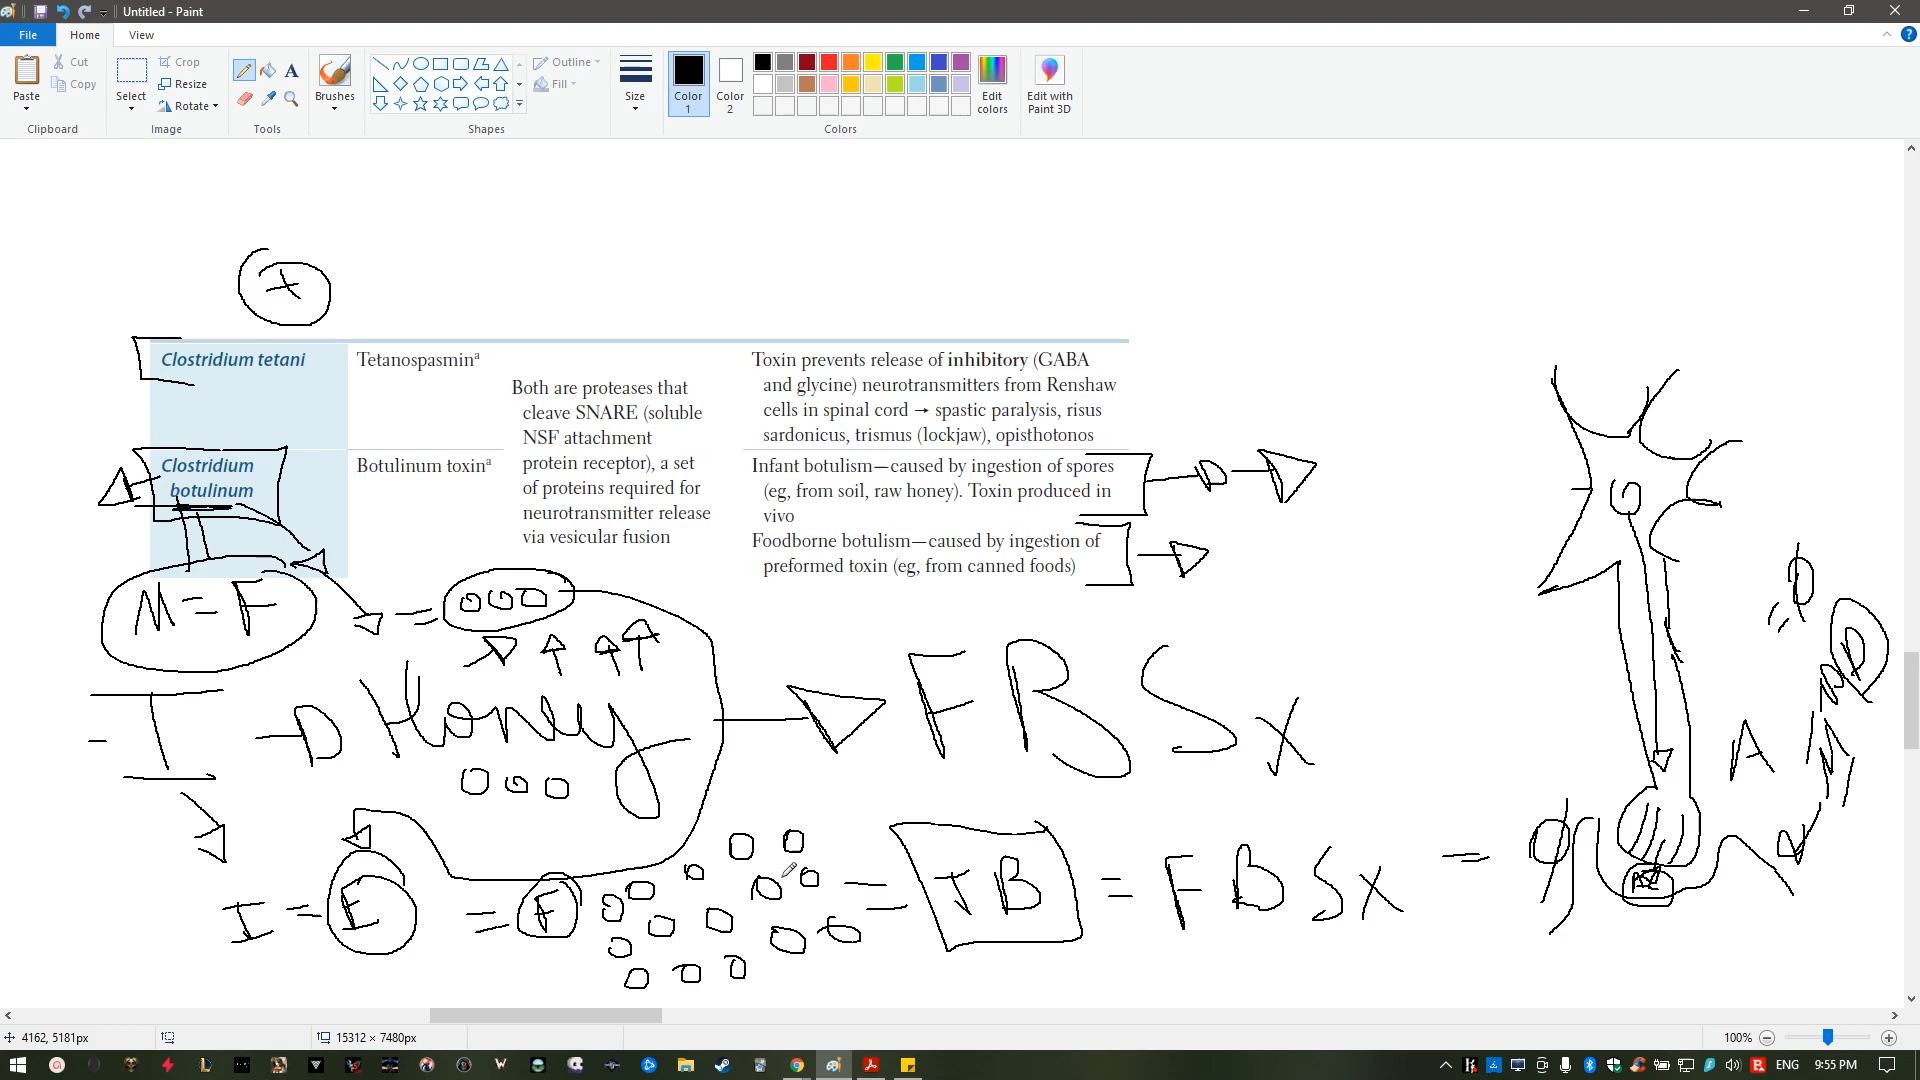 Untitled - Paint
File
Home
View
Paste
Cut
Copy
Clipboard
Select
Crop
Resize
Rotate
Image
A
Tools
Brushes
Outline
Fill
Shapes
Size
Color 1
Color 2
Edit colors
Colors
Edit with Paint 3D
Clostridium tetani
Tetanospasminᵃ
Both are proteases that
cleave SNARE (soluble
NSF attachment
protein receptor), a set
of proteins required for
neurotransmitter release
via vesicular fusion
Toxin prevents release of inhibitory (GABA
and glycine) neurotransmitters from Renshaw
cells in spinal cord → spastic paralysis, risus
sardonicus, trismus (lockjaw), opisthotonos
Clostridium
botulinum
Botulinum toxinᵃ
Infant botulism—caused by ingestion of spores
(eg, from soil, raw honey). Toxin produced in
vivo
Foodborne botulism—caused by ingestion of
preformed toxin (eg, from canned foods)
M = F
Honey
FBSx
I = E = F
= IB = FBSx =
4162, 5181px
15312 × 7480px
100%
ENG
9:55 PM